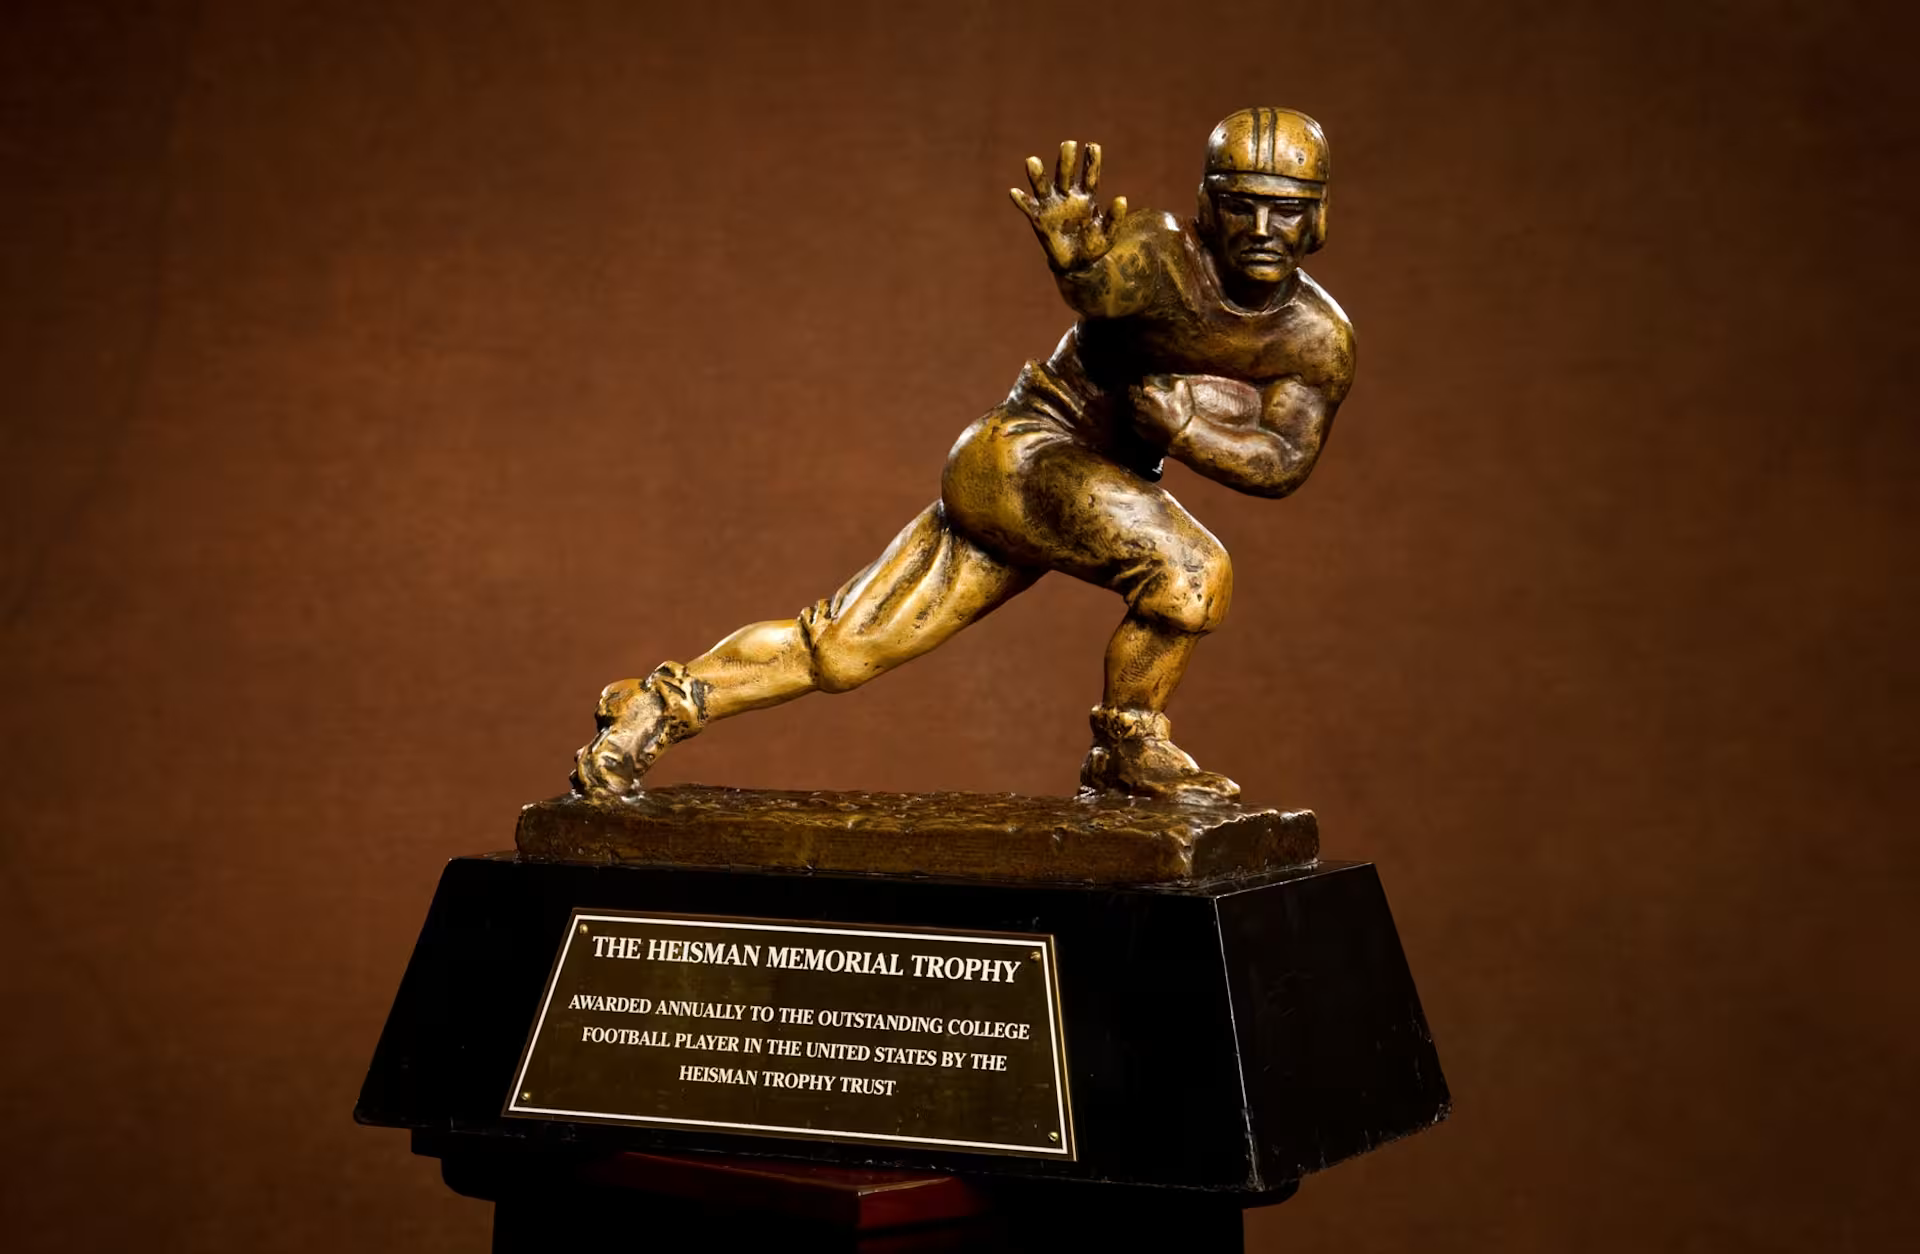 THE HEISMAN MEMORIAL TROPHY
AWARDED ANNUALLY TO THE OUTSTANDING COLLEGE
FOOTBALL PLAYER IN THE UNITED STATES BY THE
HEISMAN TROPHY TRUST